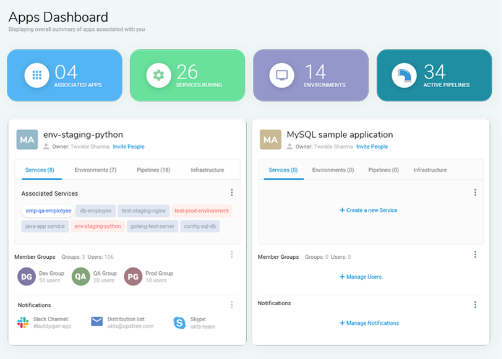 Apps Dashboard
Displaying overall summary of apps associated with you
04 ASSOCIATED APPS
26 SERVICES RUNING
14 ENVIRONMENTS
34 ACTIVE PIPELINES
MA env-staging-python
Owner: Twinkle Sharma Invite People
Services (8) Environments (7) Pipelines (18) Infrastructure
Associated Services
emp-qa-employee db-employee test-staging-nginx test-prod-environment
java-app-service env-staging-python golang-test-server config-sql-db
Member Groups Groups: 3 Users: 106
DG Dev Group 50 users
QA QA Group 20 users
PG Prod Group 10 users
Notifications
Slack Channel: #buildpiper-app
Distribution list: okts@opstree.com
Skype: okts-team
MA MySQL sample application
Owner: Twinkle Sharma Invite People
Services (0) Environments (0) Pipelines (0) Infrastructure
+ Create a new Service
Member Groups Groups: 0 Users: 0
+ Manage Users
Notifications
+ Manage Notifications